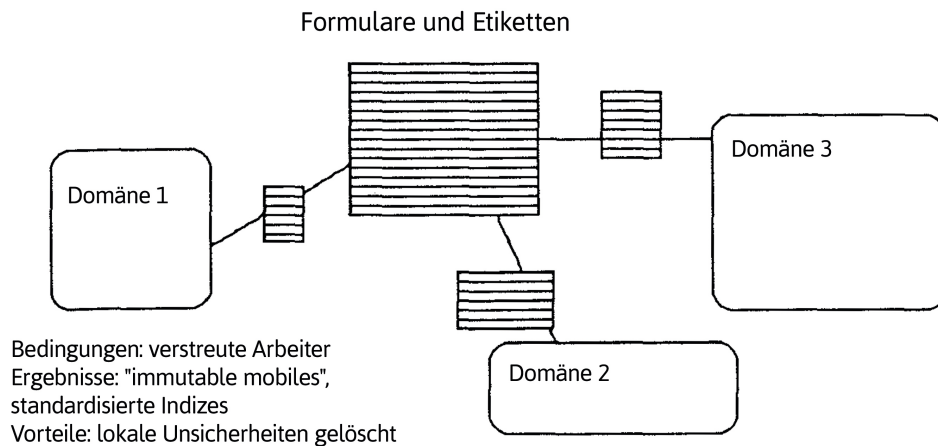 Formulare und Etiketten
Domäne 1
Domäne 3
Domäne 2
Bedingungen: verstreute Arbeiter
Ergebnisse: "immutable mobiles",
standardisierte Indizes
Vorteile: lokale Unsicherheiten gelöscht